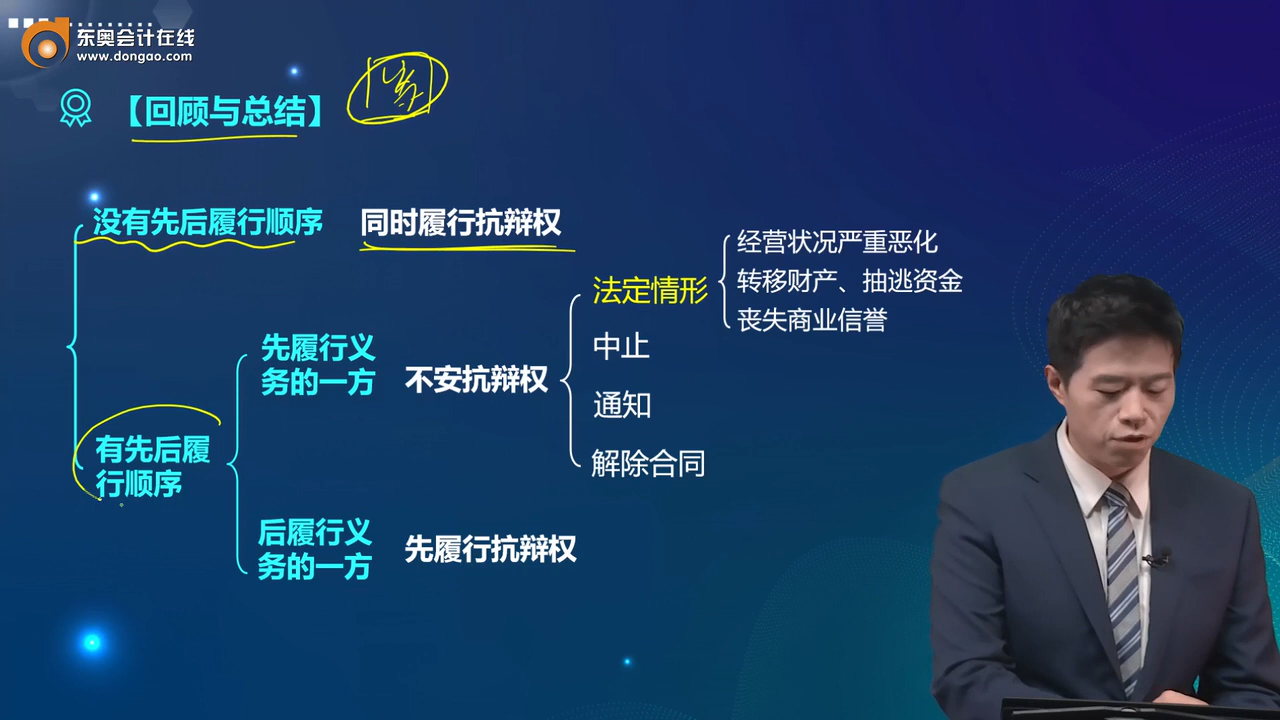 东奥会计在线
www.dongao.com
【回顾与总结】
没有先后履行顺序 同时履行抗辩权
经营状况严重恶化
法定情形
转移财产、抽逃资金
丧失商业信誉
先履行义
务的一方
不安抗辩权
中止
通知
解除合同
有先后履
行顺序
后履行义
务的一方
先履行抗辩权